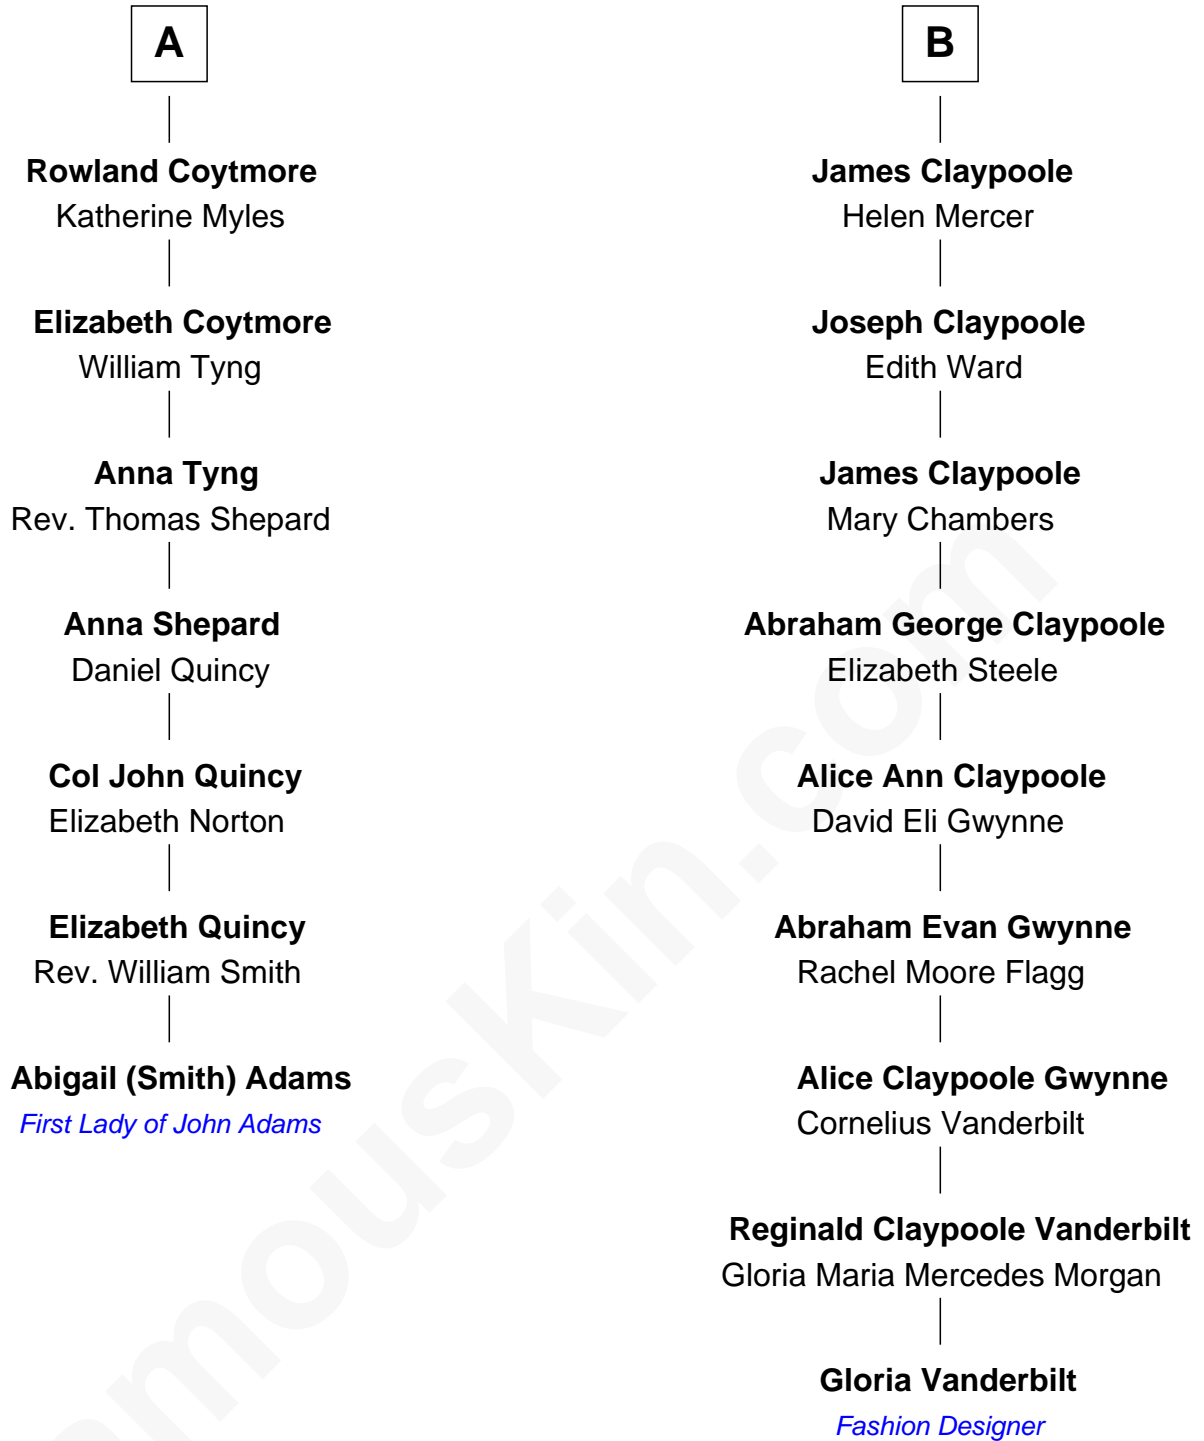 A
Rowland Coytmore
Katherine Myles
Elizabeth Coytmore
William Tyng
Anna Tyng
Rev. Thomas Shepard
Anna Shepard
Daniel Quincy
Col John Quincy
Elizabeth Norton
Elizabeth Quincy
Rev. William Smith
Abigail (Smith) Adams
First Lady of John Adams
B
James Claypoole
Helen Mercer
Joseph Claypoole
Edith Ward
James Claypoole
Mary Chambers
Abraham George Claypoole
Elizabeth Steele
Alice Ann Claypoole
David Eli Gwynne
Abraham Evan Gwynne
Rachel Moore Flagg
Alice Claypoole Gwynne
Cornelius Vanderbilt
Reginald Claypoole Vanderbilt
Gloria Maria Mercedes Morgan
Gloria Vanderbilt
Fashion Designer
amousKin.com